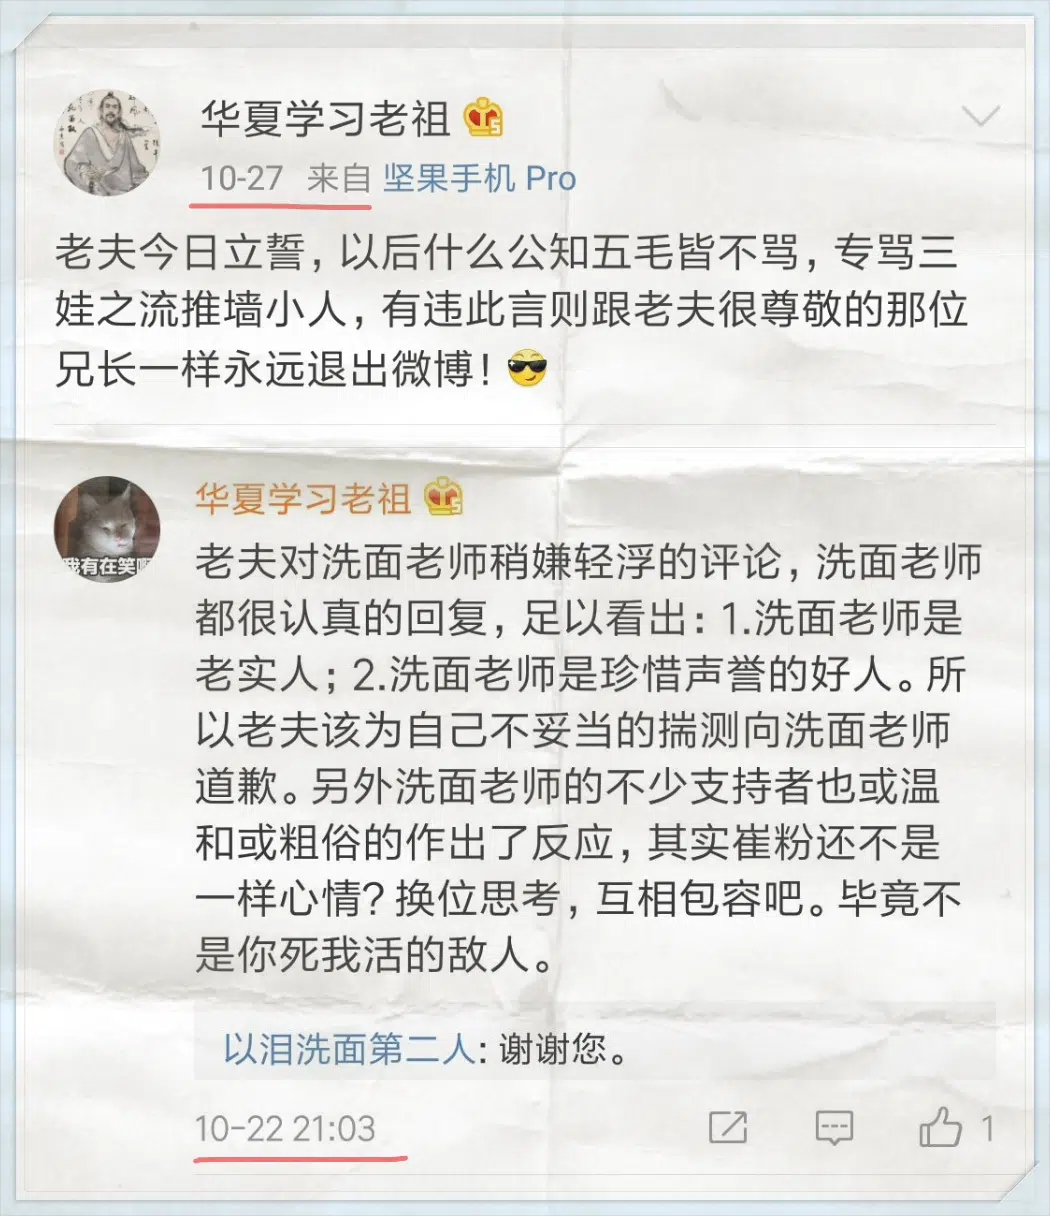 华夏学习老祖
10-27 来自 坚果手机 Pro
老夫今日立誓，以后什么公知五毛皆不骂，专骂三
娃之流推墙小人，有违此言则跟老夫很尊敬的那位
兄长一样永远退出微博！
我有在笑啊
华夏学习老祖
老夫对洗面老师稍嫌轻浮的评论，洗面老师
都很认真的回复，足以看出：1.洗面老师是
老实人；2.洗面老师是珍惜声誉的好人。所
以老夫该为自己不妥当的揣测向洗面老师
道歉。另外洗面老师的不少支持者也或温
和或粗俗的作出了反应，其实崔粉还不是
一样心情？换位思考，互相包容吧。毕竟不
是你死我活的敌人。
以泪洗面第二人：谢谢您。
10-22 21:03
1